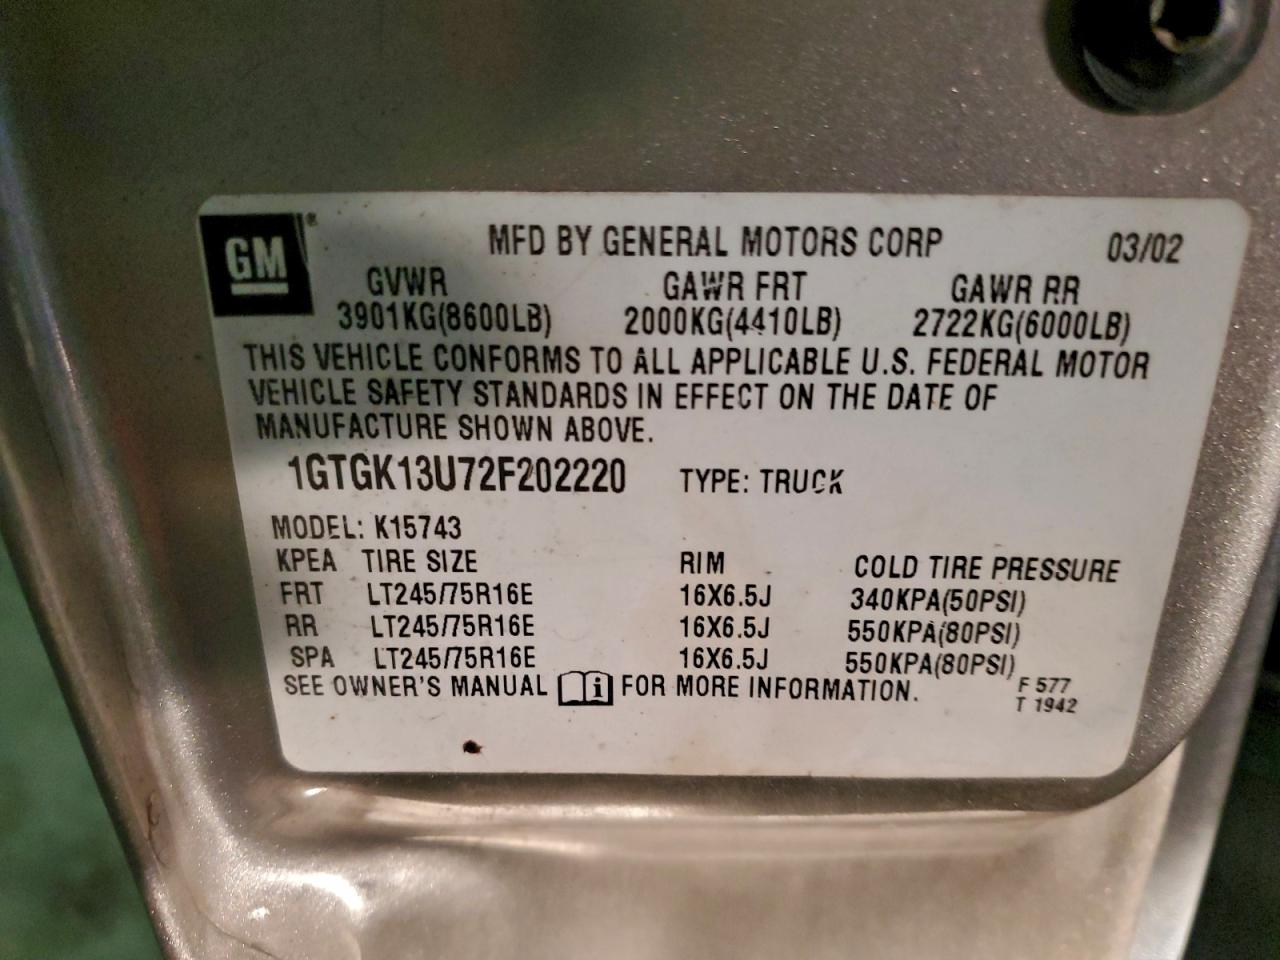 GM®
MFD BY GENERAL MOTORS CORP 03/02
GVWR GAWR FRT GAWR RR
3901KG(8600LB) 2000KG(4410LB) 2722KG(6000LB)
THIS VEHICLE CONFORMS TO ALL APPLICABLE U.S. FEDERAL MOTOR
VEHICLE SAFETY STANDARDS IN EFFECT ON THE DATE OF
MANUFACTURE SHOWN ABOVE.
1GTGK13U72F202220 TYPE: TRUCK
MODEL: K15743
KPEA TIRE SIZE RIM COLD TIRE PRESSURE
FRT LT245/75R16E 16X6.5J 340KPA(50PSI)
RR LT245/75R16E 16X6.5J 550KPA(80PSI)
SPA LT245/75R16E 16X6.5J 550KPA(80PSI)
SEE OWNER'S MANUAL i FOR MORE INFORMATION.
F 577
T 1942